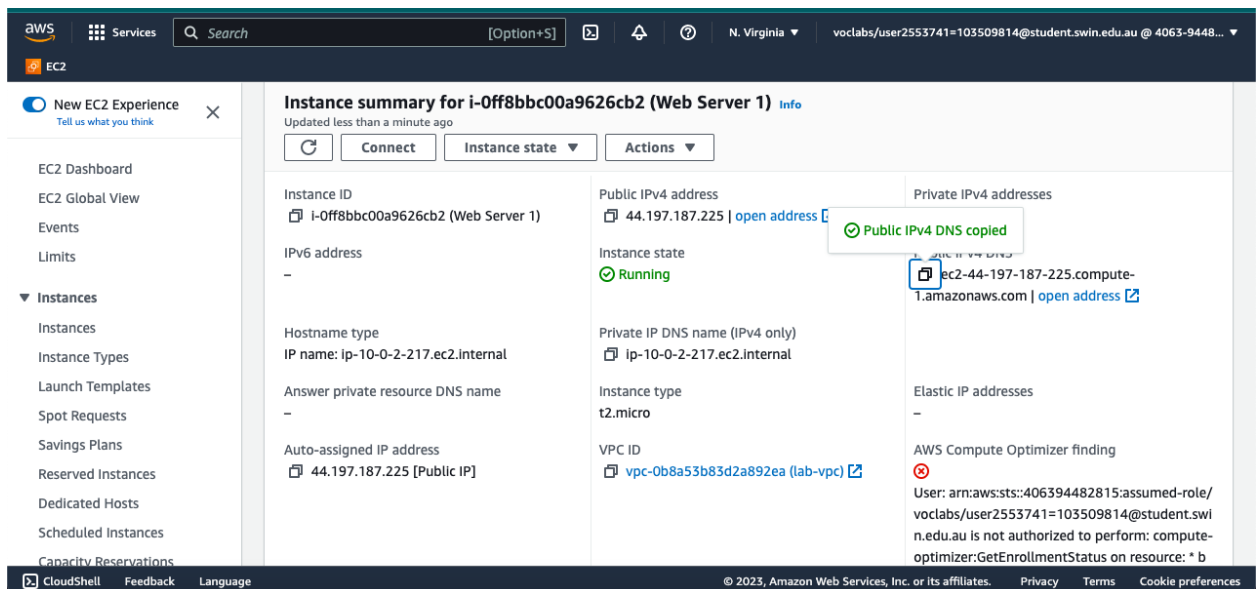 aws
Services
Search
[Option+S]
N. Virginia
voclabs/user2553741=103509814@student.swin.edu.au @ 4063-9448...
EC2
New EC2 Experience
Tell us what you think
EC2 Dashboard
EC2 Global View
Events
Limits
Instances
Instances
Instance Types
Launch Templates
Spot Requests
Savings Plans
Reserved Instances
Dedicated Hosts
Scheduled Instances
Capacity Reservations
Instance summary for i-0ff8bbc00a9626cb2 (Web Server 1) Info
Updated less than a minute ago
Connect
Instance state
Actions
Instance ID
i-0ff8bbc00a9626cb2 (Web Server 1)
Public IPv4 address
44.197.187.225 | open address
Private IPv4 addresses
Public IPv4 DNS copied
IPv6 address
–
Instance state
Running
Public IPv4 DNS
ec2-44-197-187-225.compute-
1.amazonaws.com | open address
Hostname type
IP name: ip-10-0-2-217.ec2.internal
Private IP DNS name (IPv4 only)
ip-10-0-2-217.ec2.internal
Answer private resource DNS name
–
Instance type
t2.micro
Elastic IP addresses
–
Auto-assigned IP address
44.197.187.225 [Public IP]
VPC ID
vpc-0b8a53b83d2a892ea (lab-vpc)
AWS Compute Optimizer finding
User: arn:aws:sts::406394482815:assumed-role/
voclabs/user2553741=103509814@student.swi
n.edu.au is not authorized to perform: compute-
optimizer:GetEnrollmentStatus on resource: * b
CloudShell
Feedback
Language
© 2023, Amazon Web Services, Inc. or its affiliates.
Privacy
Terms
Cookie preferences